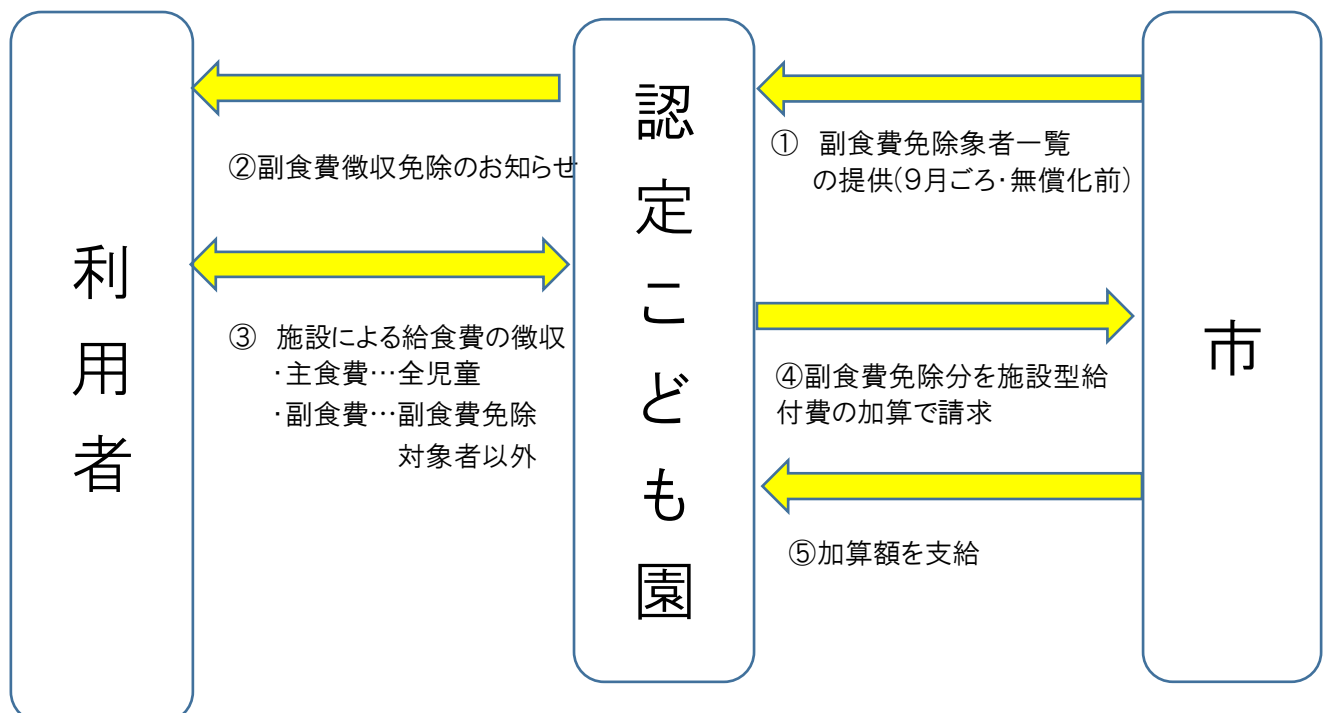 利用者
②副食費徴収免除のお知らせ
③ 施設による給食費の徴収
・主食費…全児童
・副食費…副食費免除
対象者以外
認定こども園
① 副食費免除象者一覧
の提供(9月ごろ・無償化前)
④副食費免除分を施設型給
付費の加算で請求
⑤加算額を支給
市